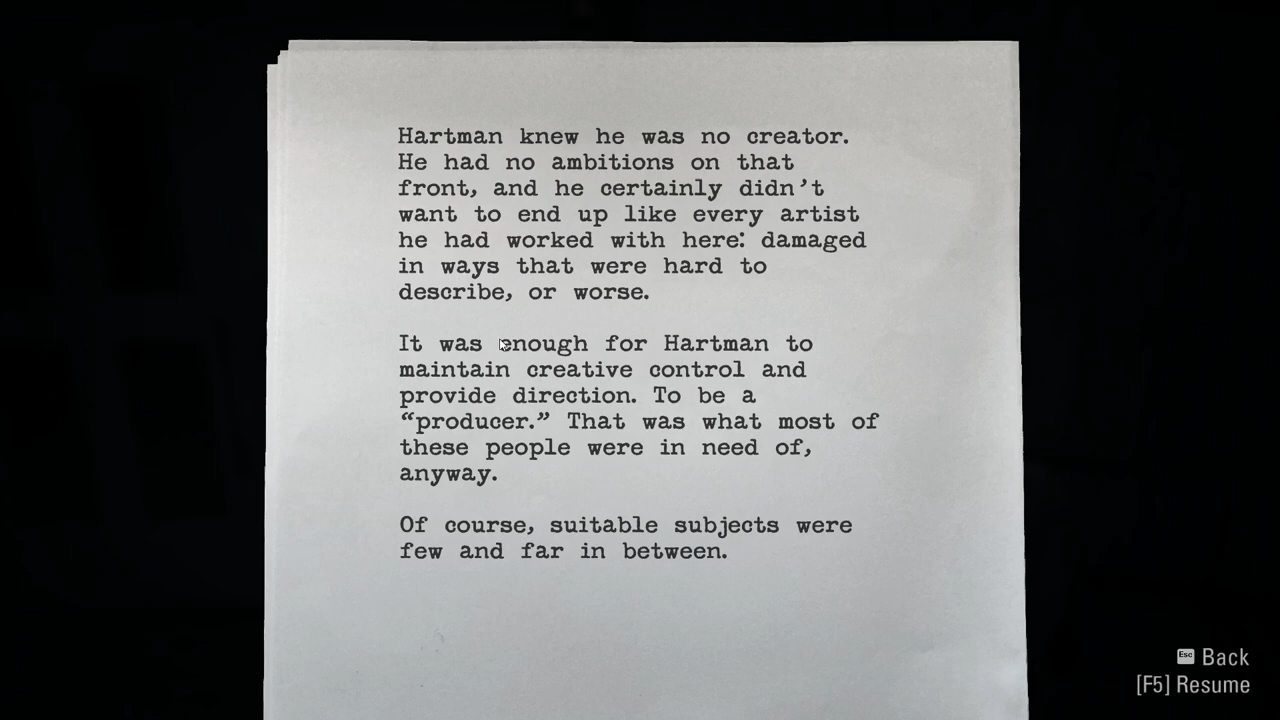 Hartman knew he was no creator.
He had no ambitions on that
front, and he certainly didn’t
want to end up like every artist
he had worked with here: damaged
in ways that were hard to
describe, or worse.
It was enough for Hartman to
maintain creative control and
provide direction. To be a
“producer.” That was what most of
these people were in need of,
anyway.
Of course, suitable subjects were
few and far in between.
Esc Back
[F5] Resume